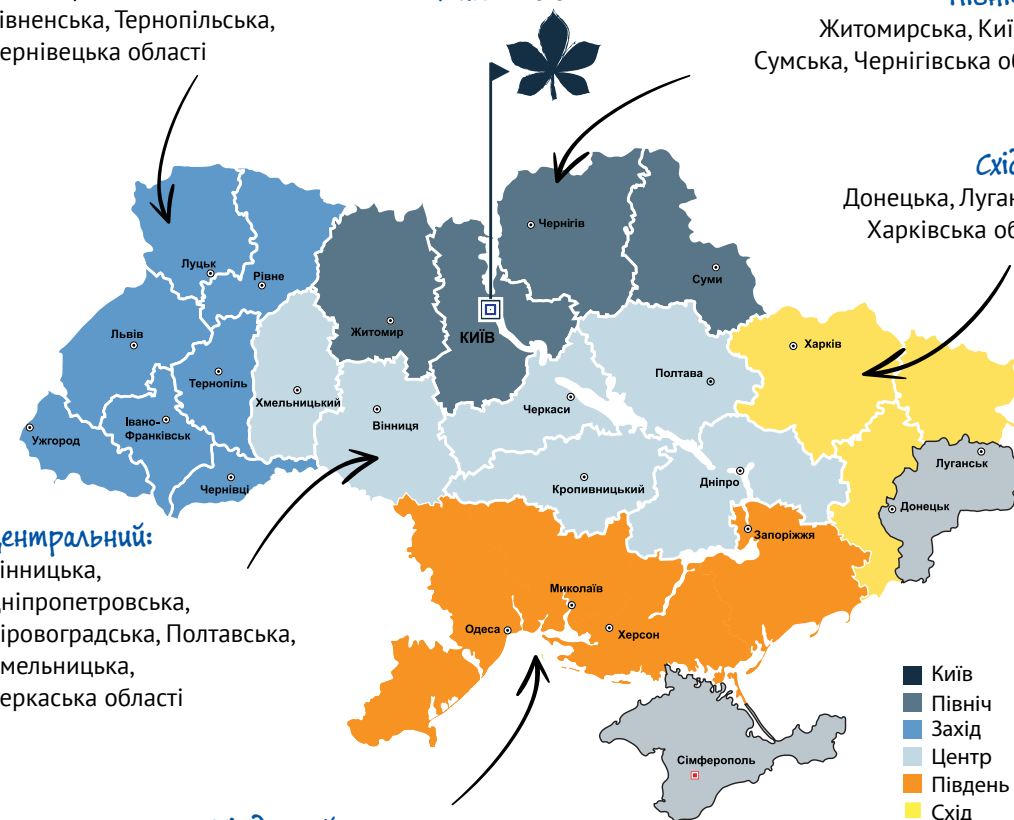 івненська, Тернопільська,
ернівецька області
Житомирська, Киї
Сумська, Чернігівська об
Схід
Донецька, Луган
Харківська об
Чернігів
Луцьк
Рівне
Суми
Житомир
КИЇВ
Львів
Харків
Тернопіль
Полтава
Хмельницький
Черкаси
Івано-
Франківськ
Вінниця
Ужгород
Луганськ
Чернівці
Кропивницький
Дніпро
Донецьк
Запоріжжя
ентральний:
інницька,
ніпропетровська,
іровоградська, Полтавська,
мельницька,
еркаська області
Миколаїв
Одеса
Херсон
Сімферополь
Київ
Північ
Захід
Центр
Південь
Схід